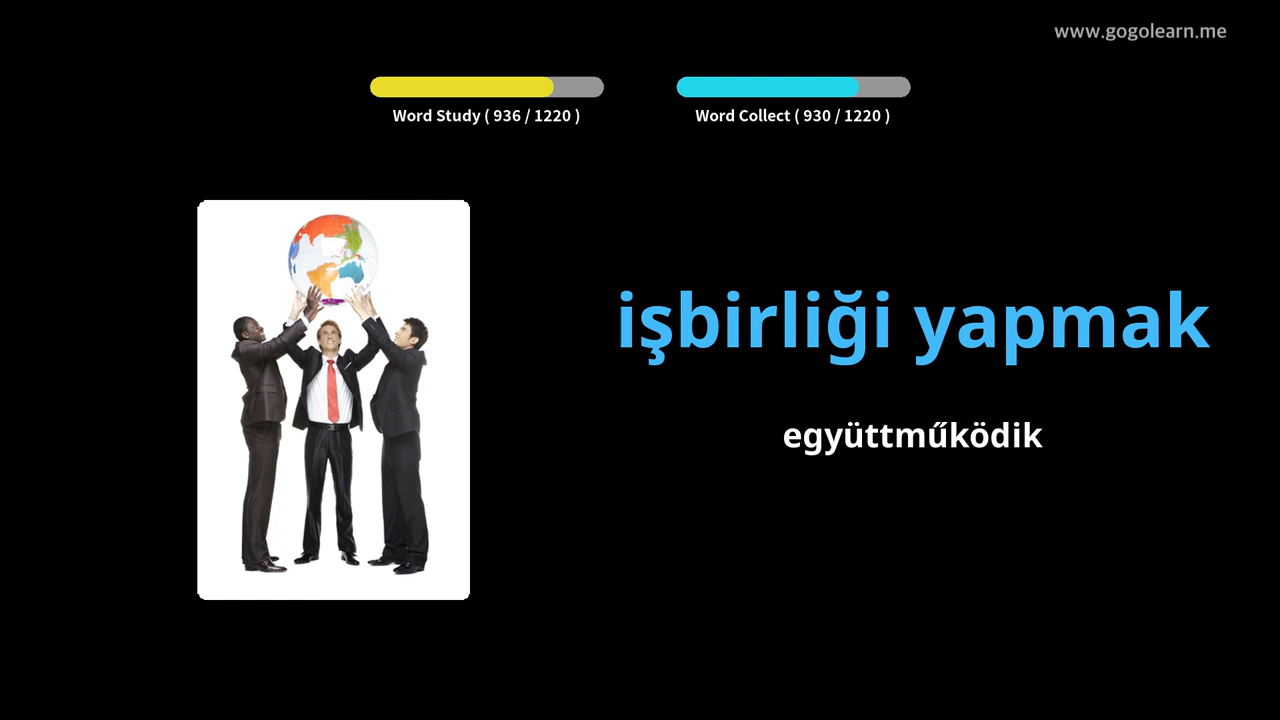 www.gogolearn.me
Word Study ( 936 / 1220 )
Word Collect ( 930 / 1220 )
işbirliği yapmak
együttműködik